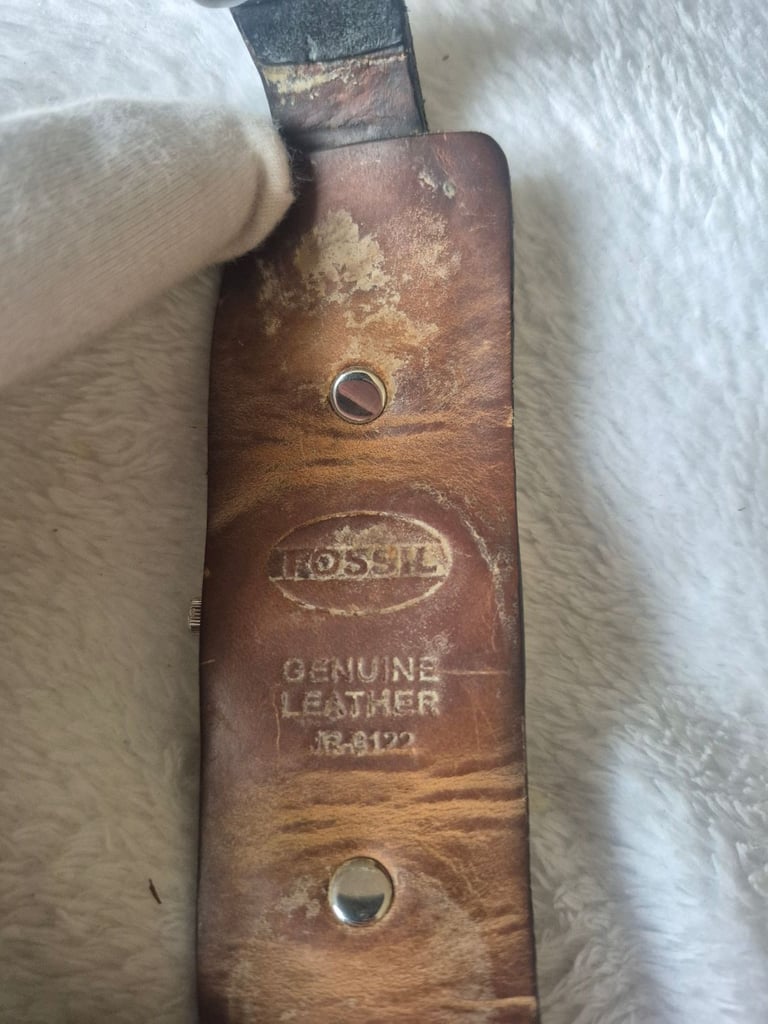 FOSSIL
GENUINE
LEATHER
JR-8122